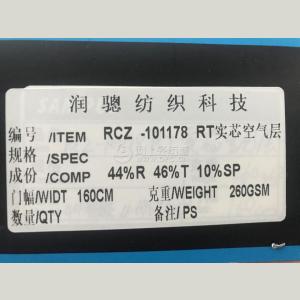 润骢纺织科技
编号/ITEM RCZ -101178 RT实芯空气层
规格/SPEC
成份/COMP 44%R 46%T 10%SP
门幅/WIDT 160CM 克重/WEIGHT 260GSM
数量/QTY 备注/PS